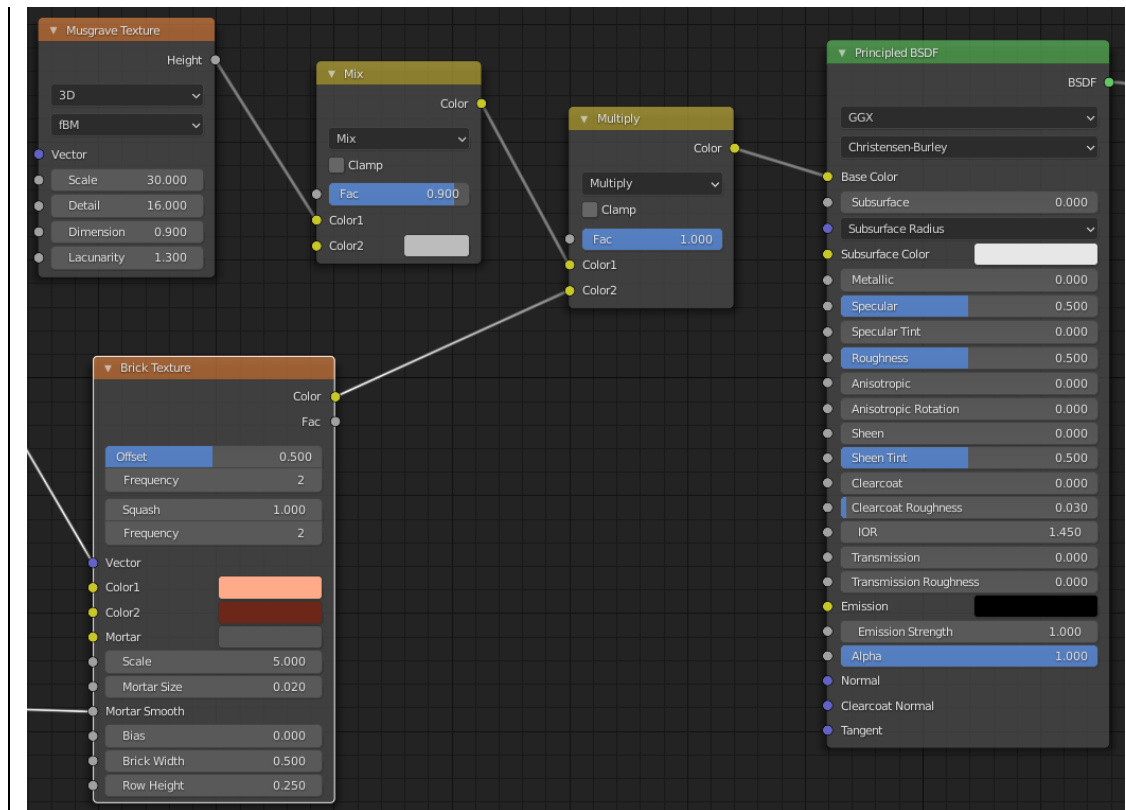 Musgrave Texture
Height
3D
fBM
Vector
Scale 30.000
Detail 16.000
Dimension 0.900
Lacunarity 1.300
Mix
Color
Mix
Clamp
Fac 0.900
Color1
Color2
Multiply
Color
Multiply
Clamp
Fac 1.000
Color1
Color2
Brick Texture
Color
Fac
Offset 0.500
Frequency 2
Squash 1.000
Frequency 2
Vector
Color1
Color2
Mortar
Scale 5.000
Mortar Size 0.020
Mortar Smooth
Bias 0.000
Brick Width 0.500
Row Height 0.250
Principled BSDF
BSDF
GGX
Christensen-Burley
Base Color
Subsurface 0.000
Subsurface Radius
Subsurface Color
Metallic 0.000
Specular 0.500
Specular Tint 0.000
Roughness 0.500
Anisotropic 0.000
Anisotropic Rotation 0.000
Sheen 0.000
Sheen Tint 0.500
Clearcoat 0.000
Clearcoat Roughness 0.030
IOR 1.450
Transmission 0.000
Transmission Roughness 0.000
Emission
Emission Strength 1.000
Alpha 1.000
Normal
Clearcoat Normal
Tangent